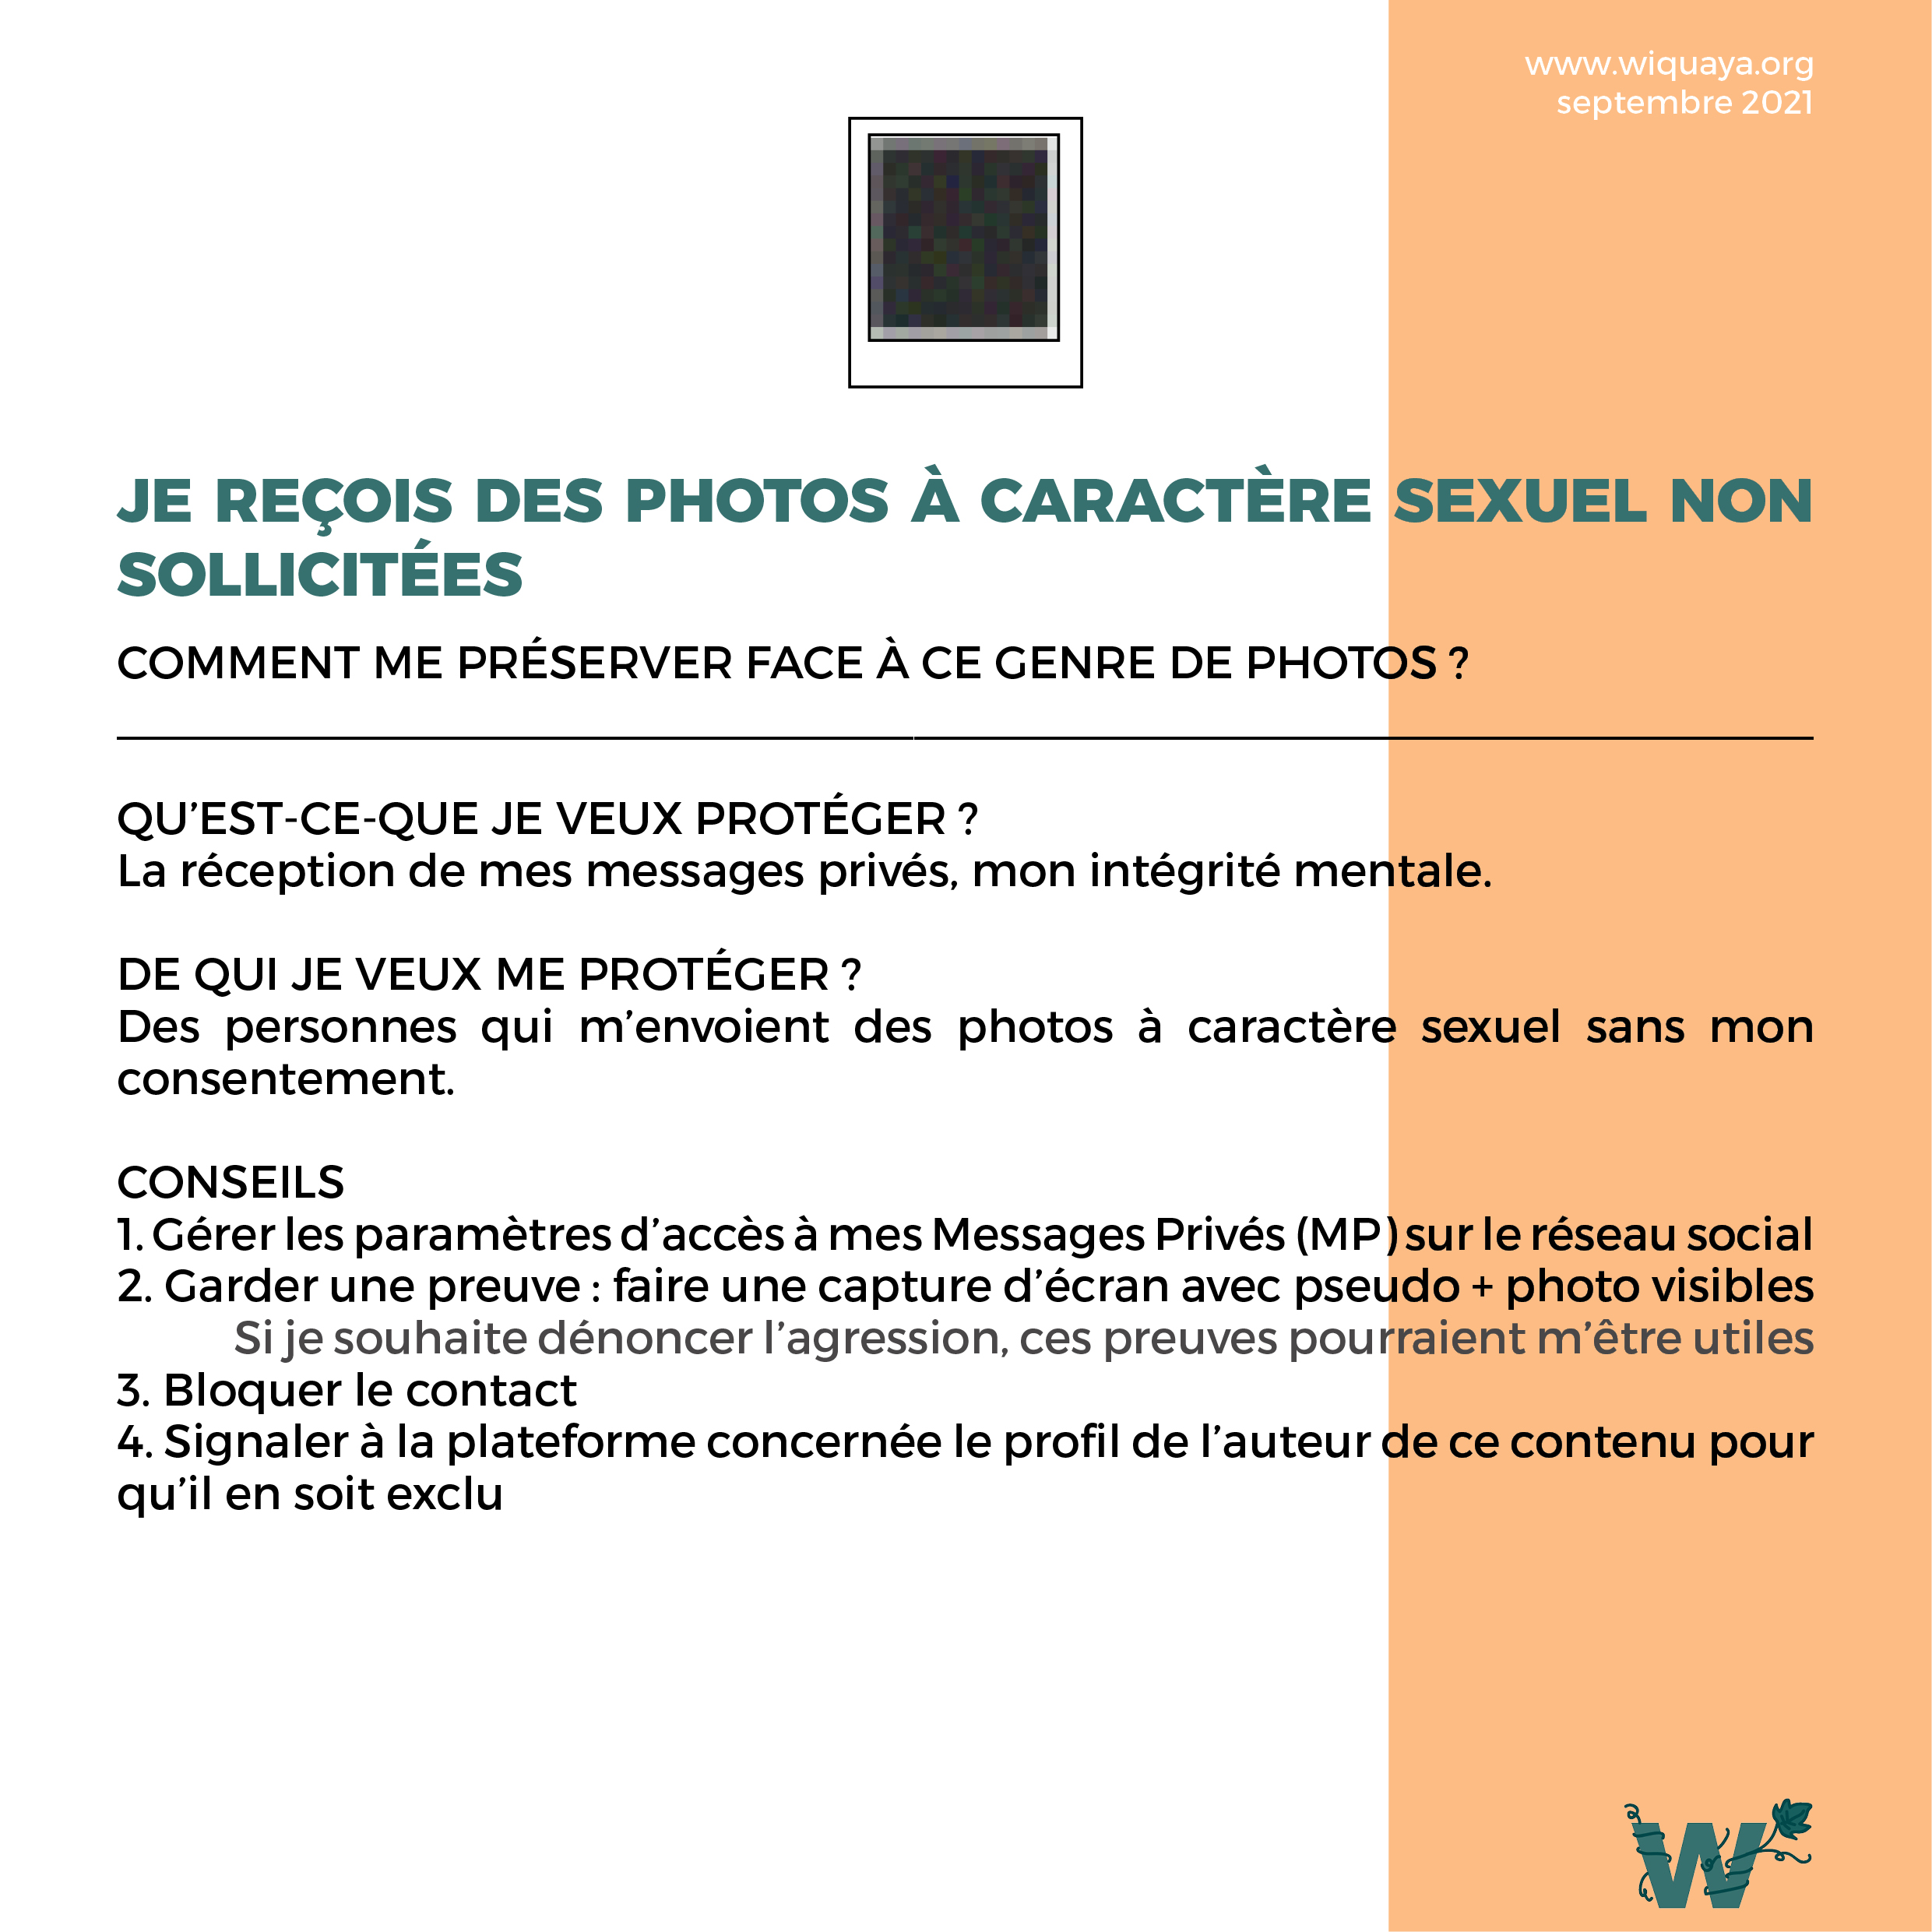 www.wiquaya.org
septembre 2021
JE REÇOIS DES PHOTOS À CARACTÈRE SEXUEL NON
SOLLICITÉES
COMMENT ME PRÉSERVER FACE À CE GENRE DE PHOTOS ?
QU’EST-CE-QUE JE VEUX PROTÉGER ?
La réception de mes messages privés, mon intégrité mentale.
DE QUI JE VEUX ME PROTÉGER ?
Des personnes qui m’envoient des photos à caractère sexuel sans mon
consentement.
CONSEILS
1. Gérer les paramètres d’accès à mes Messages Privés (MP) sur le réseau social
2. Garder une preuve : faire une capture d’écran avec pseudo + photo visibles
Si je souhaite dénoncer l’agression, ces preuves pourraient m’être utiles
3. Bloquer le contact
4. Signaler à la plateforme concernée le profil de l’auteur de ce contenu pour
qu’il en soit exclu
W